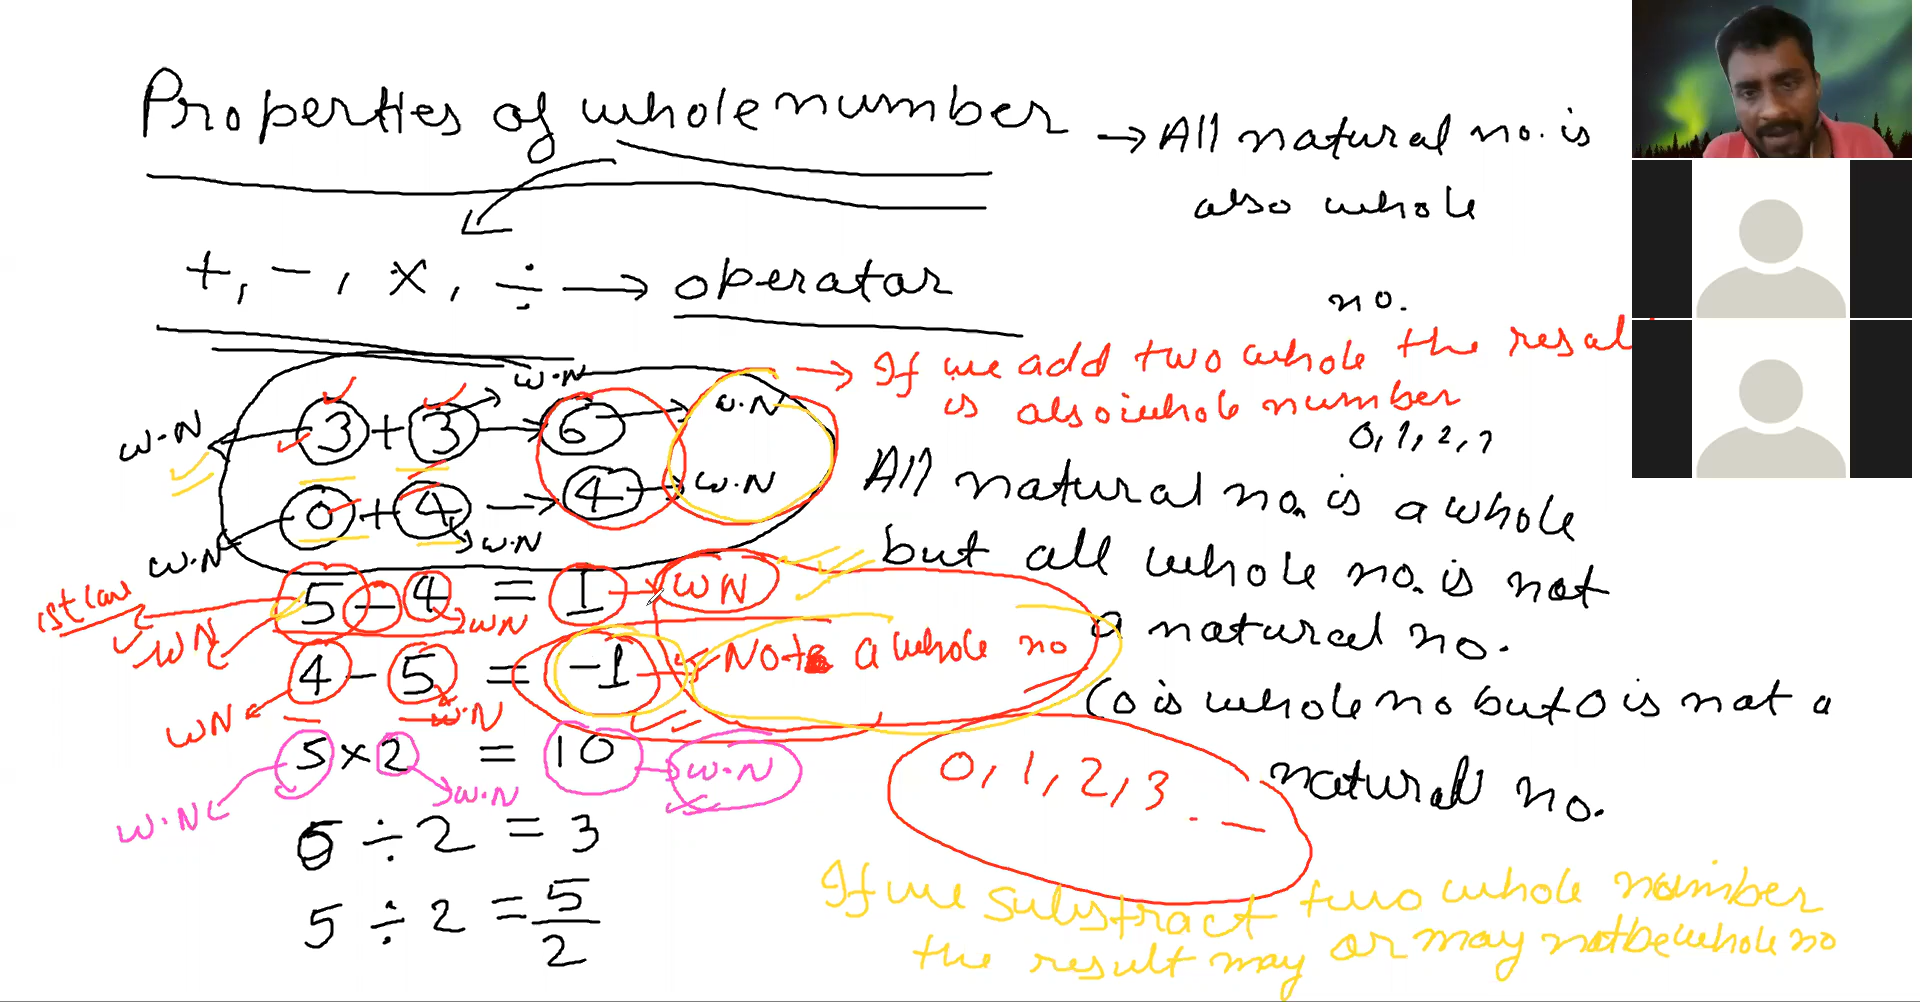 Properties of whole number → All natural no. is
also whole
no.
+, -, ×, ÷ → operator
→ If we add two whole the resul
is also whole number
0, 1, 2,
W.N 3 + 3 → W.N → 6 → W.N
W.N 0 + 4 → W.N → 4 → W.N
All natural no. is a whole
but all whole no. is not
a natural no.
(0 is whole no but 0 is not a
natural no.
1st law WN 5 - 4 WN = 1 → WN
WN 4 - 5 W.N = -1 → Not a whole no
W.N 5 × 2 W.N = 10 → W.N
0, 1, 2, 3 . —
6 ÷ 2 = 3
5 ÷ 2 = 5/2
If we substract two whole number
the result may or may not be whole no